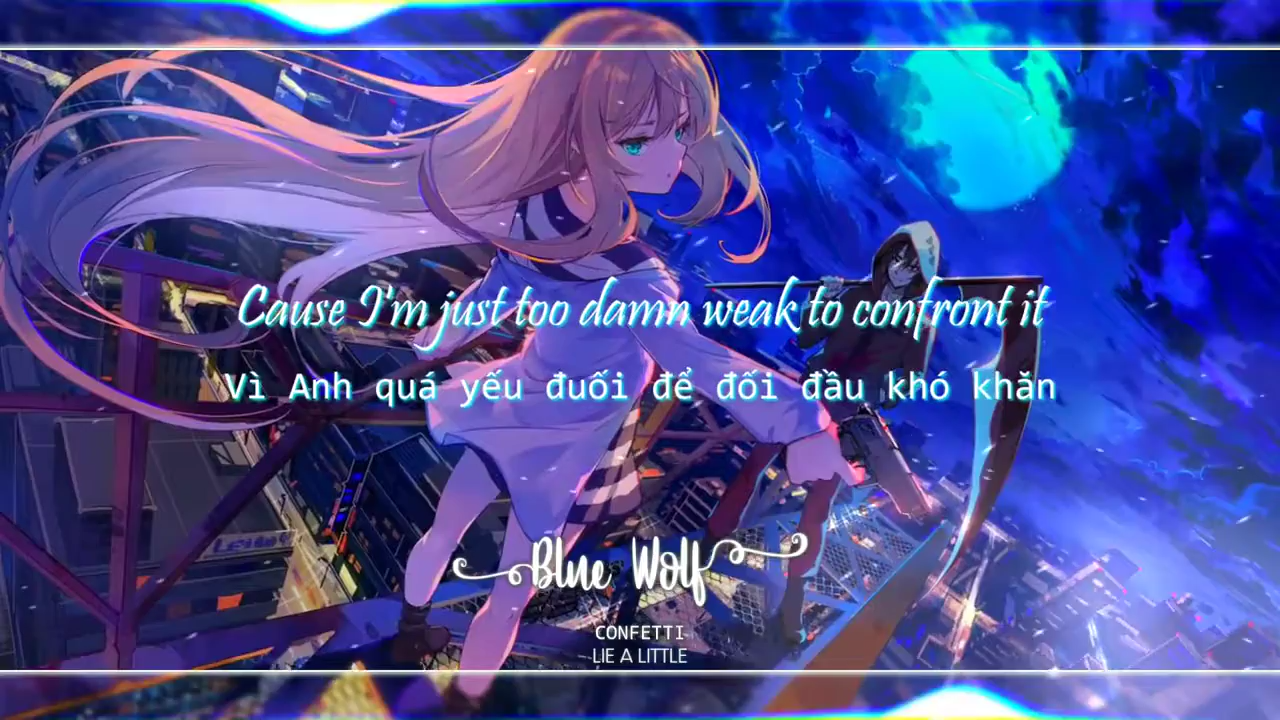 Cause I'm just too damn weak to confront it
Vì Anh quá yếu đuối để đối đầu khó khăn
Blue Wolf
CONFETTI
LIE A LITTLE